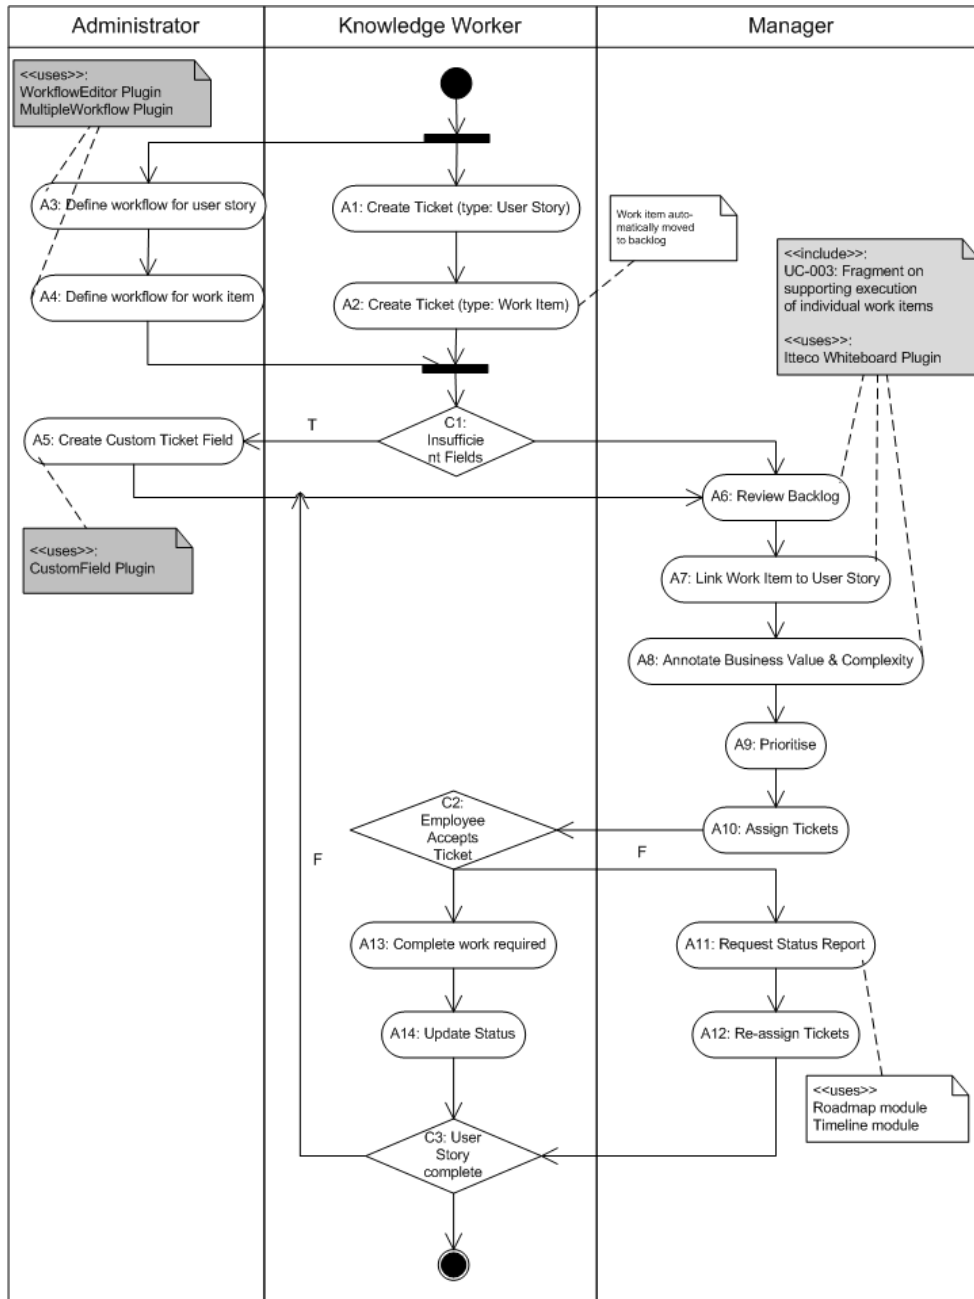 Administrator
Knowledge Worker
Manager
<<uses>>:
WorkflowEditor Plugin
MultipleWorkflow Plugin
A3: Define workflow for user story
A1: Create Ticket (type: User Story)
Work item auto-
matically moved
to backlog
<<include>>:
UC-003: Fragment on
supporting execution
of individual work items
<<uses>>:
Itteco Whiteboard Plugin
A4: Define workflow for work item
A2: Create Ticket (type: Work Item)
A5: Create Custom Ticket Field
T
C1:
Insufficie
nt Fields
A6: Review Backlog
<<uses>>:
CustomField Plugin
A7: Link Work Item to User Story
A8: Annotate Business Value & Complexity
A9: Prioritise
C2:
Employee
Accepts
Ticket
A10: Assign Tickets
F
F
A13: Complete work required
A11: Request Status Report
A14: Update Status
A12: Re-assign Tickets
<<uses>>
Roadmap module
Timeline module
C3: User
Story
complete